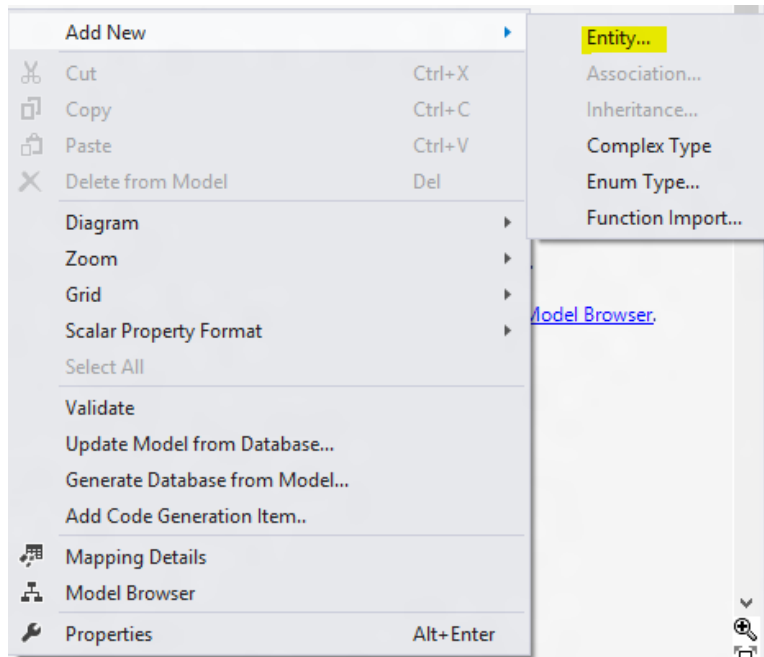 Add New
Entity...
Cut Ctrl+X
Association...
Copy Ctrl+C
Inheritance...
Paste Ctrl+V
Complex Type
Delete from Model Del
Enum Type...
Diagram
Function Import...
Zoom
Grid
Model Browser.
Scalar Property Format
Select All
Validate
Update Model from Database...
Generate Database from Model...
Add Code Generation Item..
Mapping Details
Model Browser
Properties Alt+Enter